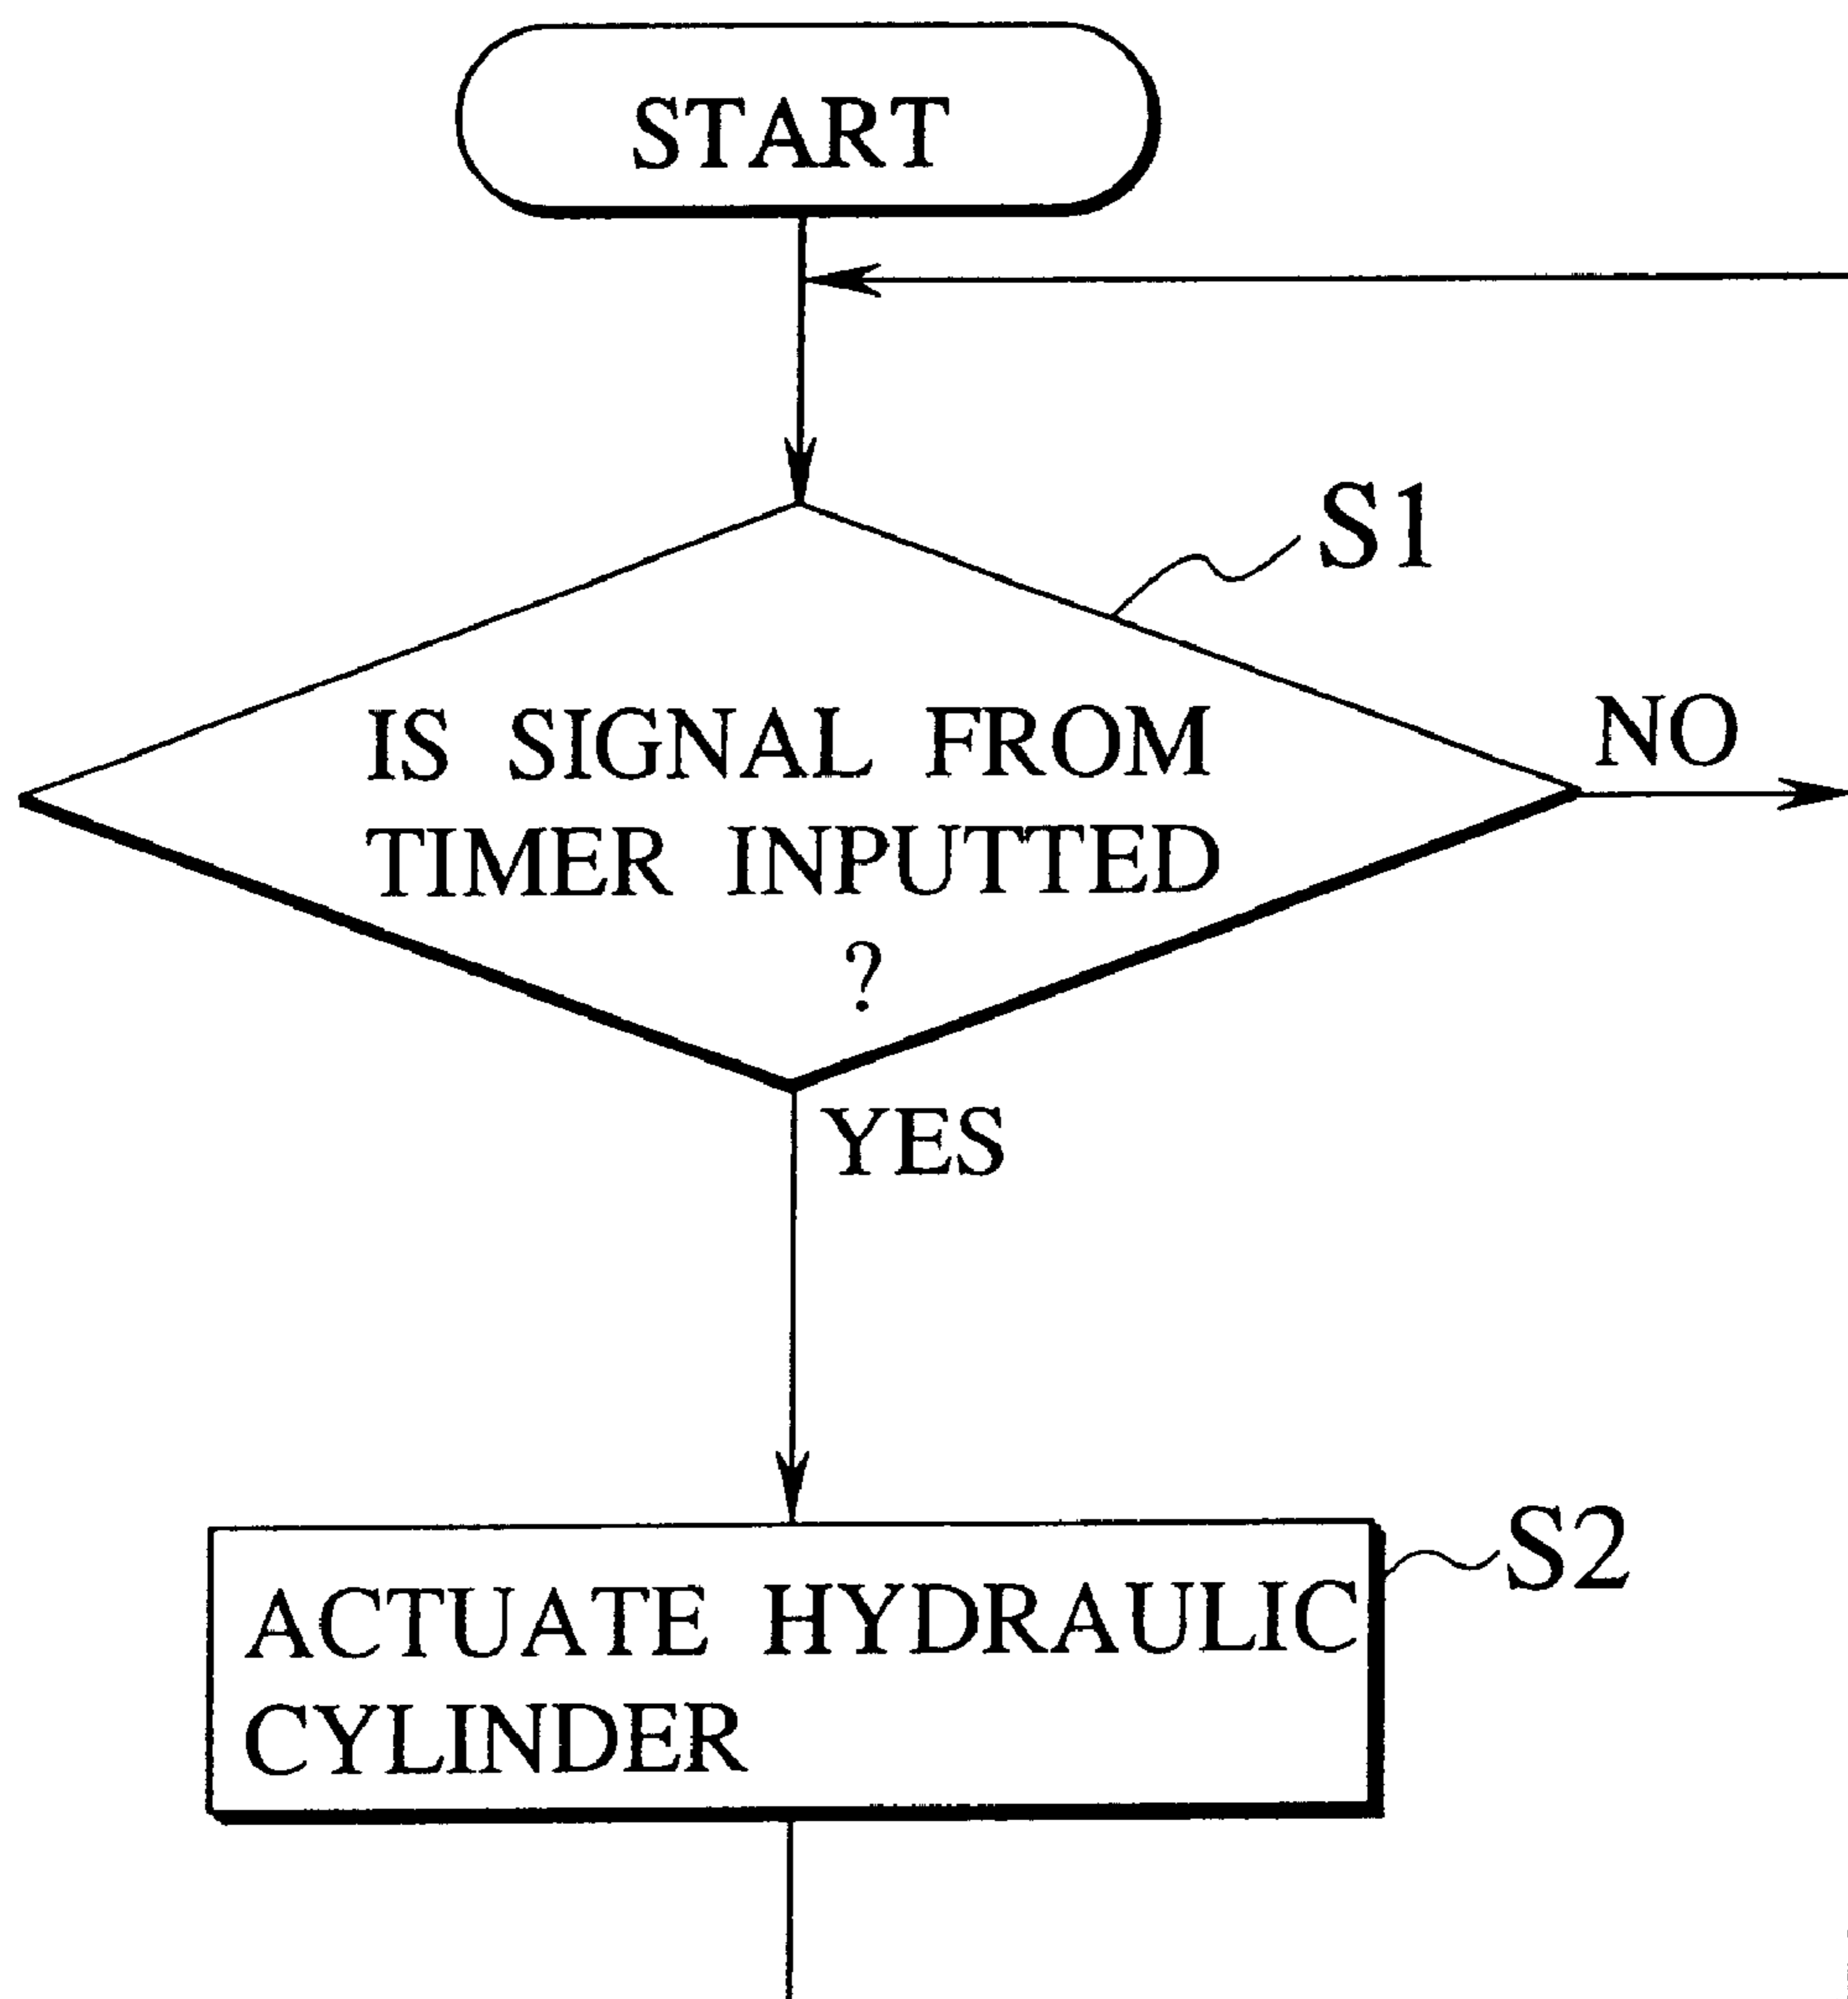 START
S1
IS SIGNAL FROM
TIMER INPUTTED
?
NO
YES
S2
ACTUATE HYDRAULIC
CYLINDER